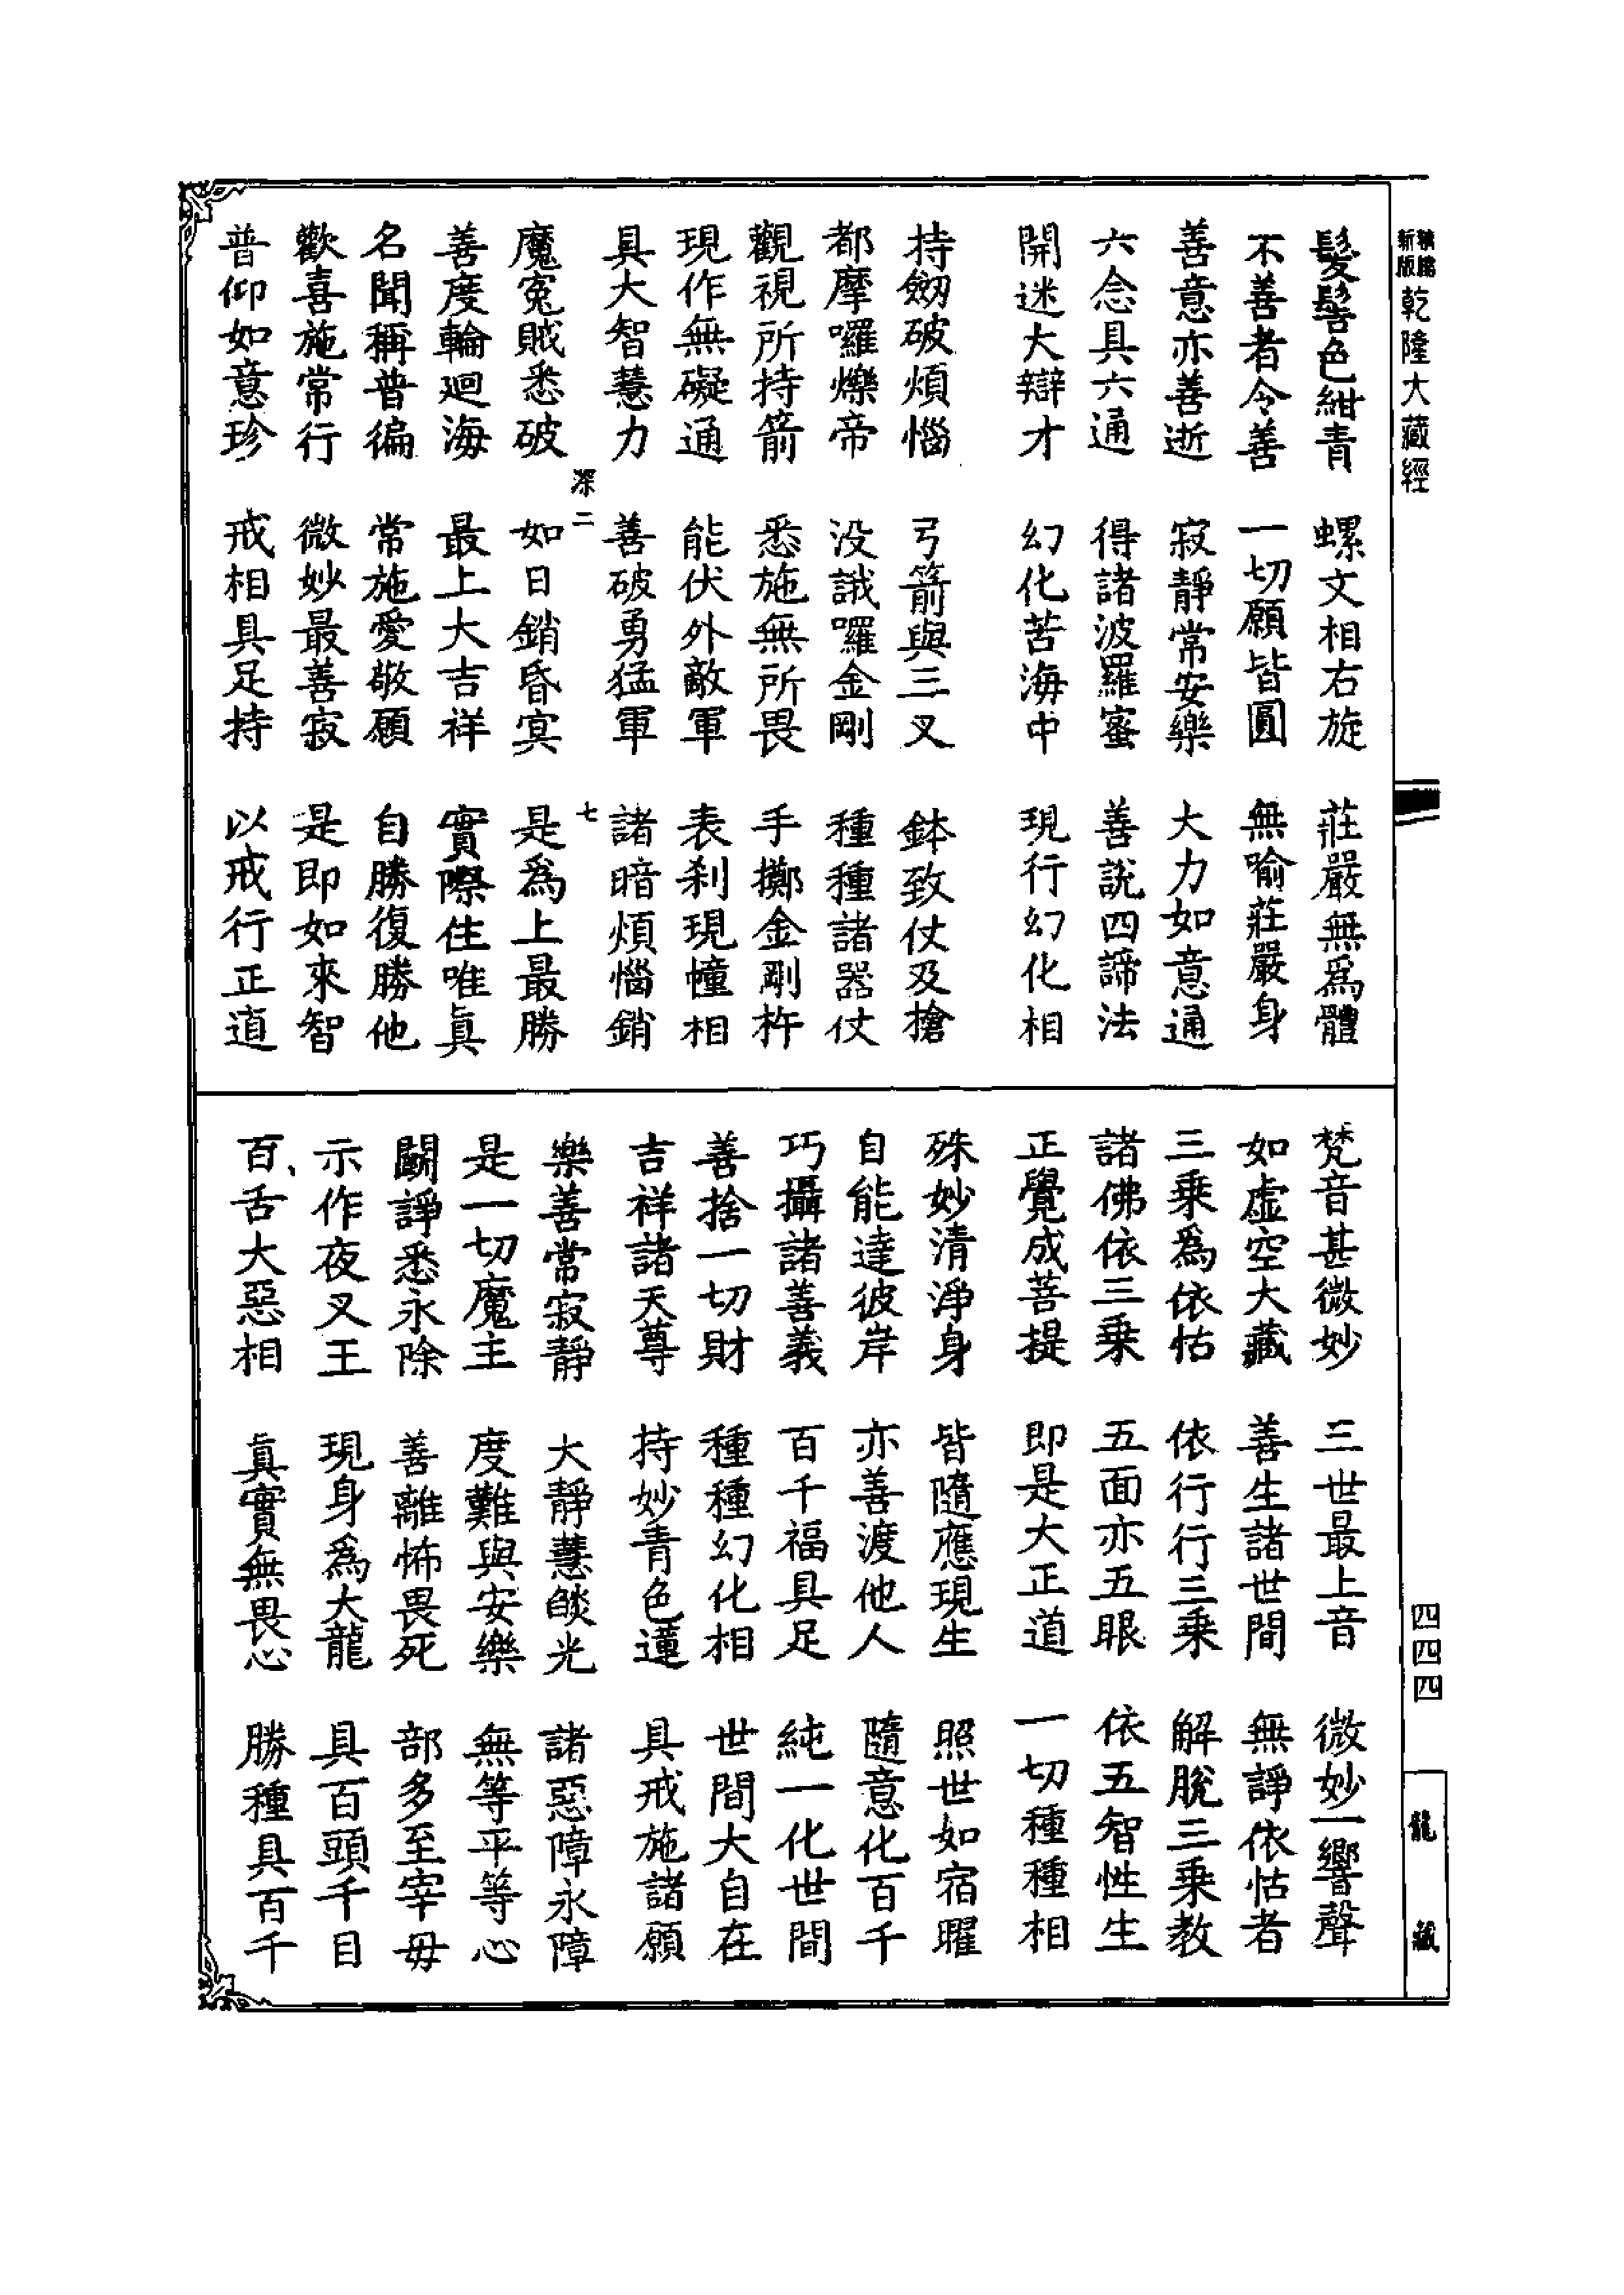 新版
乾隆大藏經
髮髻色紺青 螺文相右旋 莊嚴無爲體
不善者令善 一切願皆圓 無喻莊嚴身
善意亦善逝 寂靜常安樂 大力如意通
六念具六通 得諸波羅蜜 善說四諦法
開迷大辯才 幻化苦海中 現行幻化相
持劒破煩惱 弓箭與三叉 鉢致仗及槍
都摩囉爍帝 没誐囉金剛 種種諸器仗
觀視所持箭 悉施無所畏 手擲金剛杵
現作無礙通 能伏外敵軍 表刹現幢相
具大智慧力 善破勇猛軍 諸暗煩惱銷
深二 七
魔寃賊悉破 如日銷昏冥 是爲上最勝
善度輪迴海 最上大吉祥 實際住唯眞
名聞稱普徧 常施愛敬願 自勝復勝他
歡喜施常行 微妙最善寂 是即如來智
普仰如意珍 戒相具足持 以戒行正道
梵音甚微妙 三世最上音 微妙一響聲
如虛空大藏 善生諸世間 無諍依怙者
三乗爲依怙 依行行三乗 解脫三乗教
諸佛依三乗 五面亦五眼 依五智性生
正覺成菩提 即是大正道 一切種種相
殊妙清淨身 皆隨應現生 照世如宿曜
自能達彼岸 亦善渡他人 隨意化百千
巧攝諸善義 百千福具足 純一化世間
善捨一切財 種種幻化相 世間大自在
吉祥諸天尊 持妙青色蓮 具戒施諸願
樂善常寂靜 大靜慧燄光 諸惡障永障
是一切魔主 度難與安樂 無等平等心
鬭諍悉永除 善離怖畏死 部多至宰毋
示作夜叉王 現身爲大龍 具百頭千目
百舌大惡相 眞實無畏心 勝種具百千
四四四
龍藏